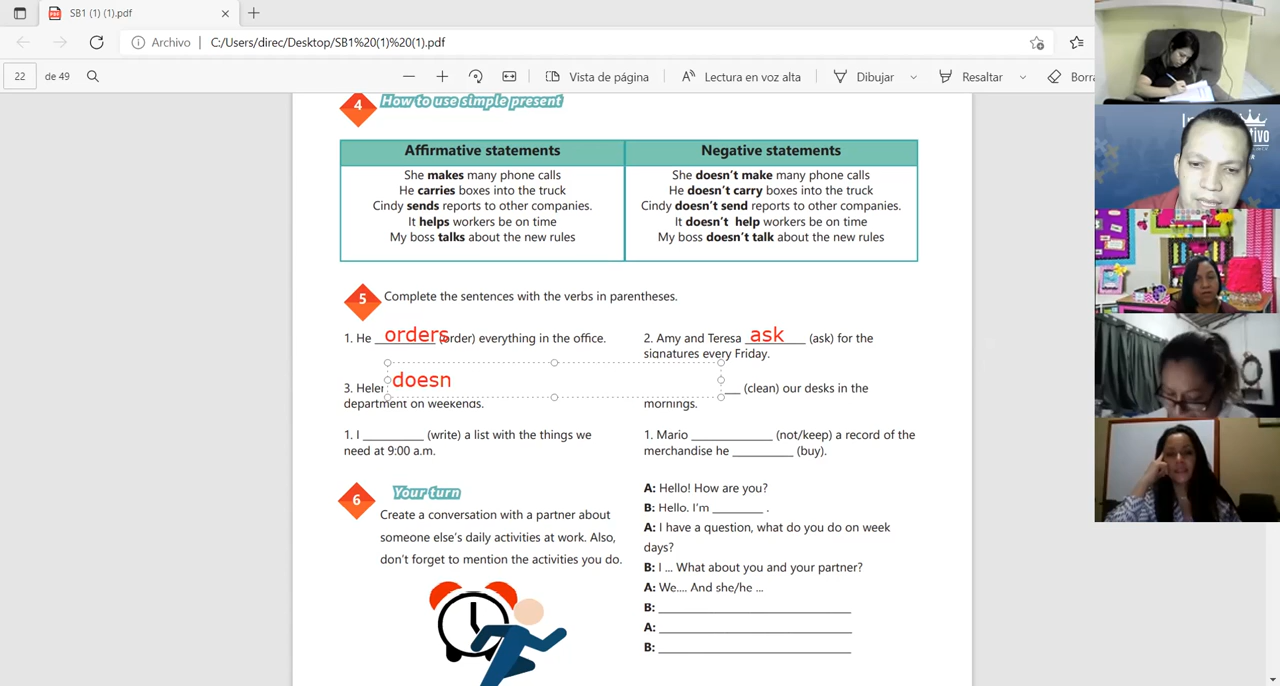 SB1 (1) (1).pdf
Archivo C:/Users/direc/Desktop/SB1%20(1)%20(1).pdf
22 de 49 Vista de página Lectura en voz alta Dibujar Resaltar Borra
4 How to use simple present
Affirmative statements Negative statements
She makes many phone calls She doesn't make many phone calls
He carries boxes into the truck He doesn't carry boxes into the truck
Cindy sends reports to other companies. Cindy doesn't send reports to other companies.
It helps workers be on time It doesn't help workers be on time
My boss talks about the new rules My boss doesn't talk about the new rules
5 Complete the sentences with the verbs in parentheses.
1. He orders (order) everything in the office.
2. Amy and Teresa ask (ask) for the
signatures every Friday.
3. Helen doesn
department on weekends.
__ (clean) our desks in the
mornings.
1. I _________ (write) a list with the things we
need at 9:00 a.m.
1. Mario ____________ (not/keep) a record of the
merchandise he _________ (buy).
6 Your turn
Create a conversation with a partner about
someone else's daily activities at work. Also,
don't forget to mention the activities you do.
A: Hello! How are you?
B: Hello. I'm ________ .
A: I have a question, what do you do on week
days?
B: I ... What about you and your partner?
A: We.... And she/he ...
B: ______________________________
A: ______________________________
B: ______________________________